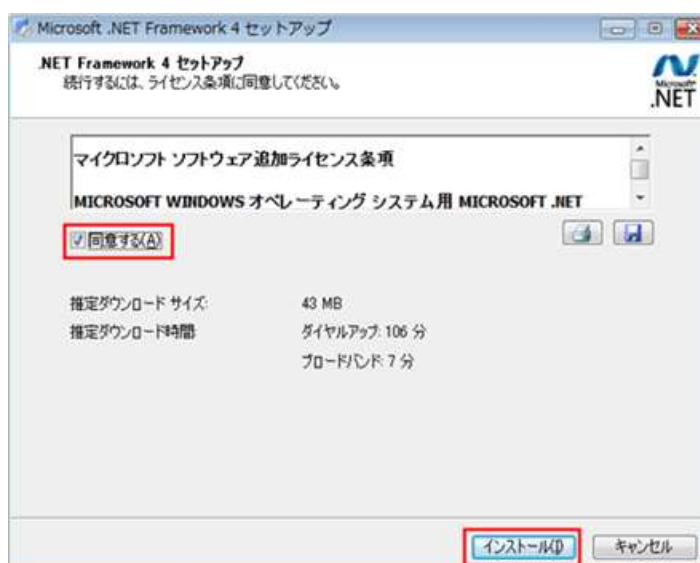 Microsoft .NET Framework 4 セットアップ
.NET Framework 4 セットアップ
続行するには、ライセンス条項に同意してください。
Microsoft
.NET
マイクロソフト ソフトウェア追加ライセンス条項
MICROSOFT WINDOWS オペレーティング システム用 MICROSOFT .NET
同意する(A)
推定ダウンロード サイズ: 43 MB
推定ダウンロード時間: ダイヤルアップ: 106 分
ブロードバンド: 7 分
インストール(I) キャンセル